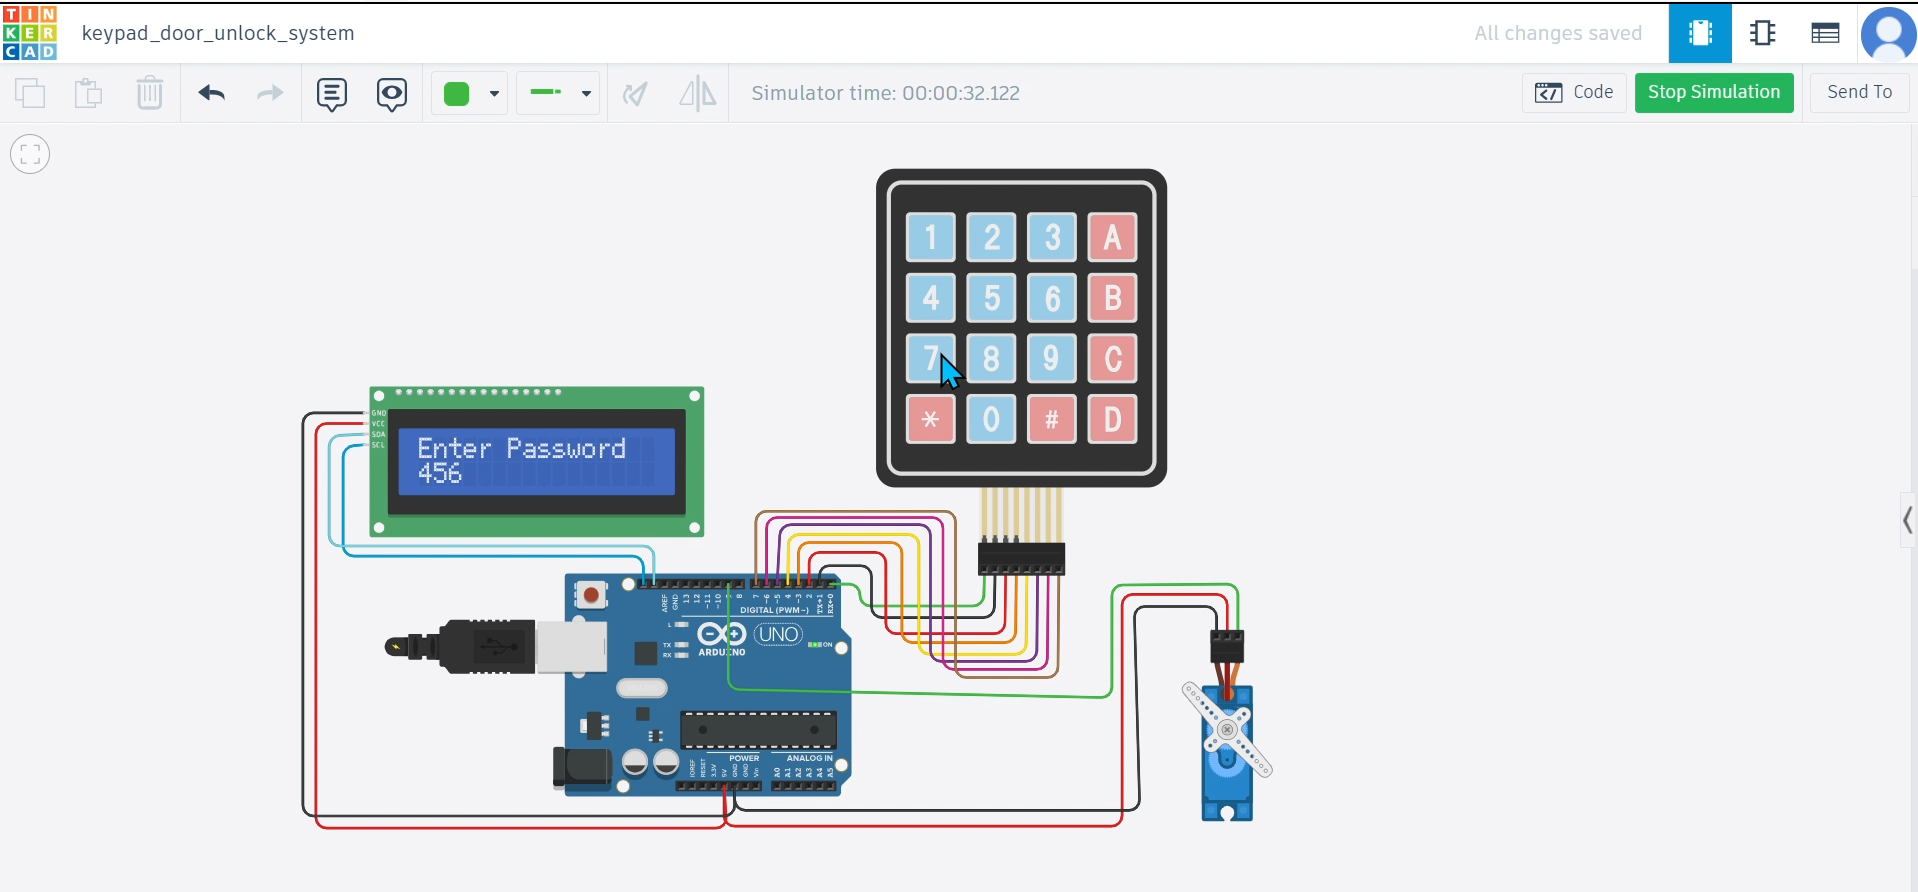 TIN
KER
CAD
keypad_door_unlock_system
All changes saved
Simulator time: 00:00:32.122
Code
Stop Simulation
Send To
1 2 3 A
4 5 6 B
7 8 9 C
* 0 # D
GND
VCC
SDA
SCL
Enter Password
456
AREF
GND
13
12
~11
~10
8
7
~6
~5
4
~3
2
TX→1
RX←0
DIGITAL (PWM~)
L
TX
RX
UNO
ON
ARDUINO
POWER
ANALOG IN
IOREF
RESET
3.3V
5V
GND
GND
Vin
A0
A1
A2
A3
A4
A5